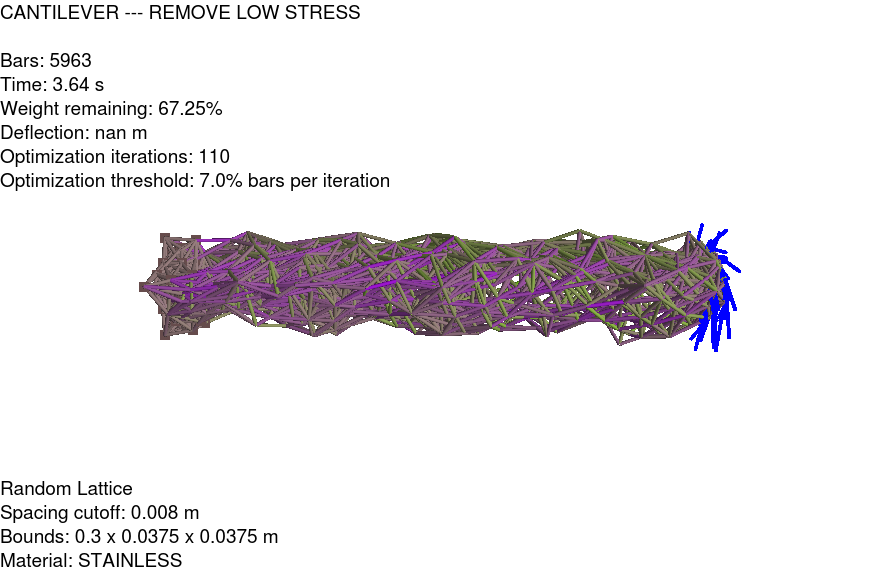 CANTILEVER --- REMOVE LOW STRESS
Bars: 5963
Time: 3.64 s
Weight remaining: 67.25%
Deflection: nan m
Optimization iterations: 110
Optimization threshold: 7.0% bars per iteration
Random Lattice
Spacing cutoff: 0.008 m
Bounds: 0.3 x 0.0375 x 0.0375 m
Material: STAINLESS